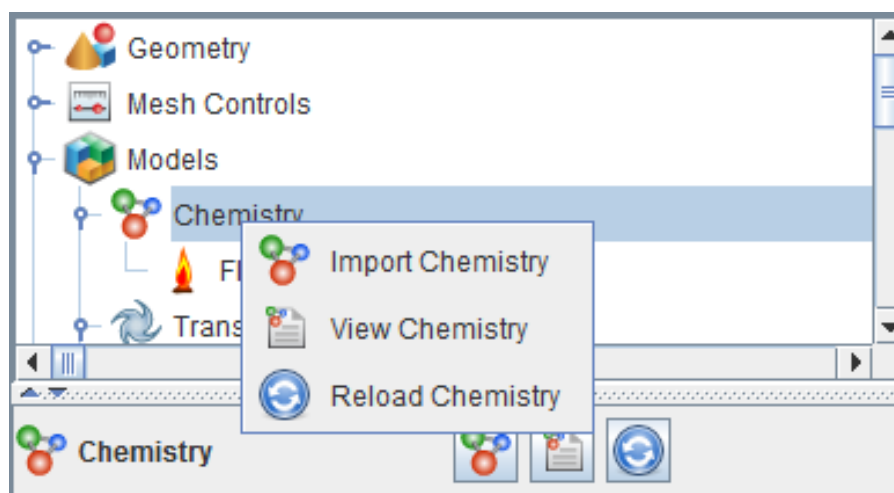 Geometry
Mesh Controls
Models
Chemistry
Import Chemistry
View Chemistry
Reload Chemistry
Chemistry